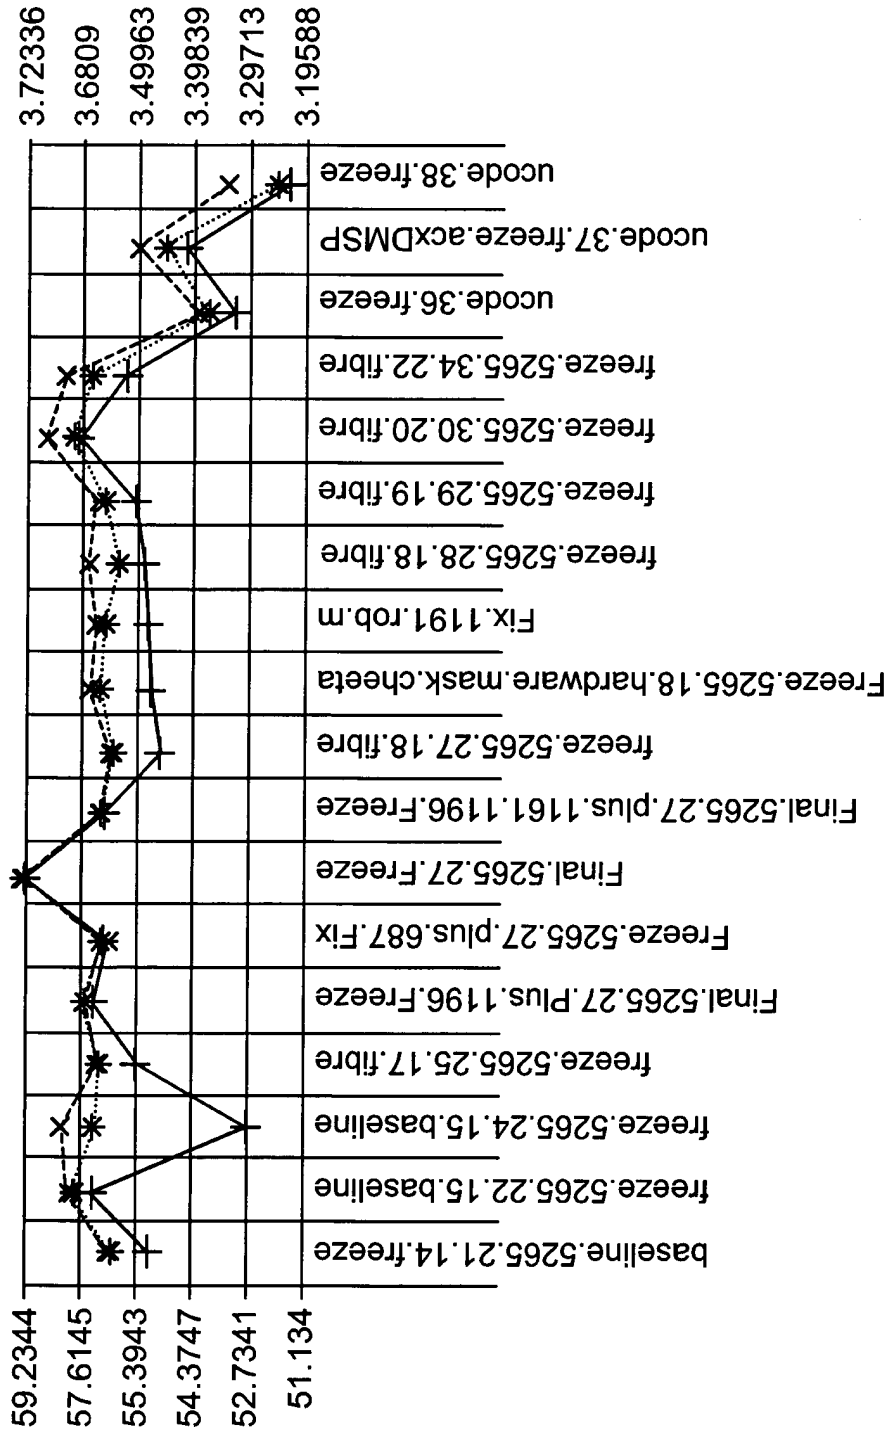 3.72336
3.6809
3.49963
3.39839
3.29713
3.19588
ucode.38.freeze
ucode.37.freeze.acxDMSP
ucode.36.freeze
freeze.5265.34.22.fibre
freeze.5265.30.20.fibre
freeze.5265.29.19.fibre
freeze.5265.28.18.fibre
Fix.1191.rob.m
Freeze.5265.18.hardware.mask.cheeta
freeze.5265.27.18.fibre
Final.5265.27.plus.1161.1196.Freeze
Final.5265.27.Freeze
Freeze.5265.27.plus.687.Fix
Final.5265.27.Plus.1196.Freeze
freeze.5265.25.17.fibre
freeze.5265.24.15.baseline
freeze.5265.22.15.baseline
baseline.5265.21.14.freeze
59.2344
57.6145
55.3943
54.3747
52.7341
51.134